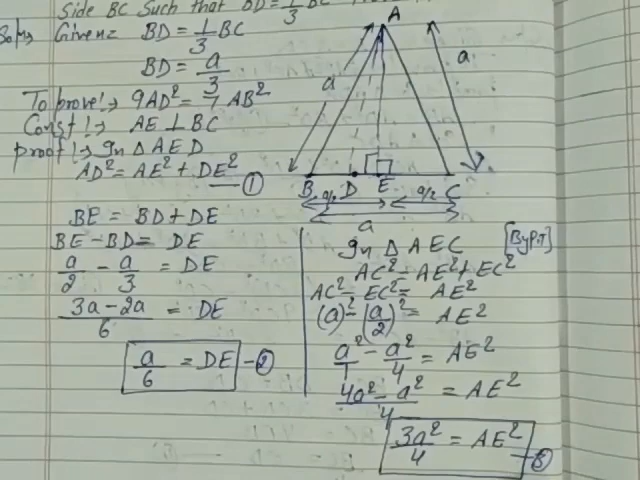 Side BC Such that BD = 1/3 BC
Soln, Given = BD = 1/3 BC
BD = a/3
To prove!→ 9AD² = 7 AB²
Const!→ AE ⊥ BC
proof!→ In Δ AED
AD² = AE² + DE² —①
A
a
a
B D E C
a/2 a/2
a
BE = BD + DE
BE - BD = DE
a/2 - a/3 = DE
3a - 2a / 6 = DE
a/6 = DE -②
In Δ AEC [By P.T]
AC² = AE² + EC²
AC² - EC² = AE²
(a)² - (a/2)² = AE²
a²/1 - a²/4 = AE²
4a² - a² / 4 = AE²
3a²/4 = AE² -③